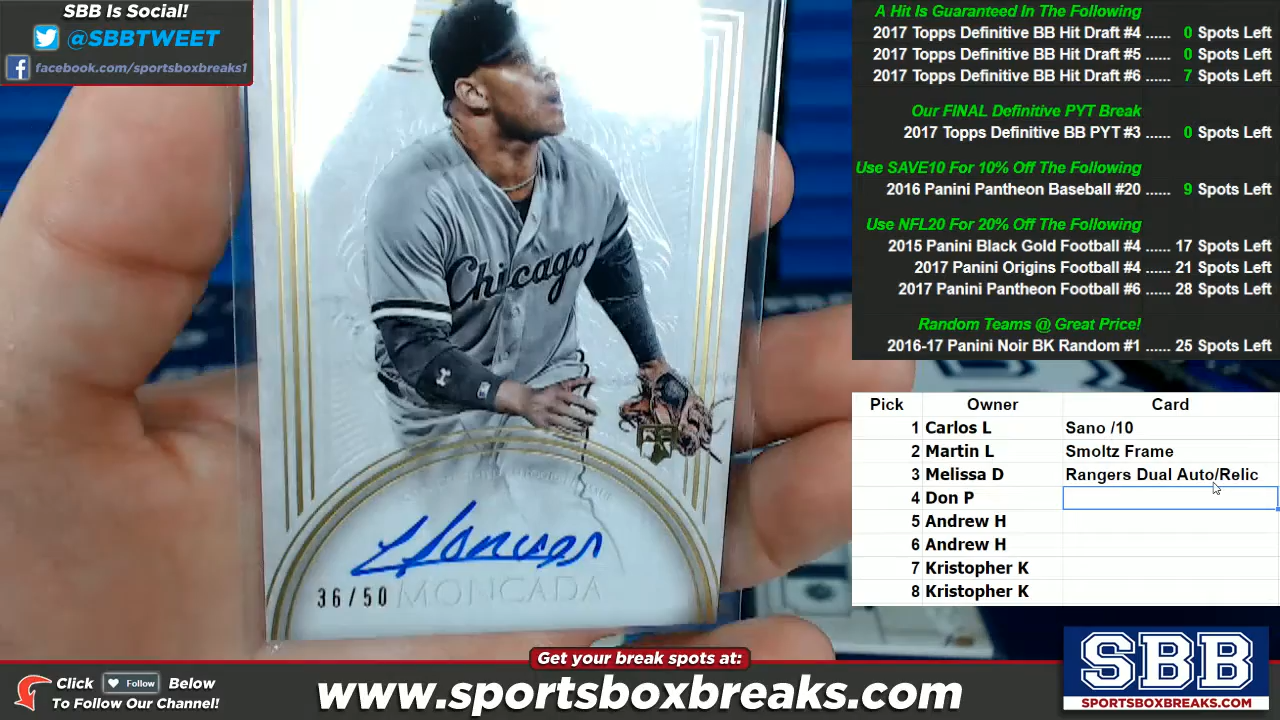 SBB Is Social!
@SBBTWEET
facebook.com/sportsboxbreaks1
Chicago
36/50 MONCADA
A Hit Is Guaranteed In The Following
2017 Topps Definitive BB Hit Draft #4 ...... 0 Spots Left
2017 Topps Definitive BB Hit Draft #5 ...... 0 Spots Left
2017 Topps Definitive BB Hit Draft #6 ...... 7 Spots Left
Our FINAL Definitive PYT Break
2017 Topps Definitive BB PYT #3 ...... 0 Spots Left
Use SAVE10 For 10% Off The Following
2016 Panini Pantheon Baseball #20 ...... 9 Spots Left
Use NFL20 For 20% Off The Following
2015 Panini Black Gold Football #4 ...... 17 Spots Left
2017 Panini Origins Football #4 ...... 21 Spots Left
2017 Panini Pantheon Football #6 ...... 28 Spots Left
Random Teams @ Great Price!
2016-17 Panini Noir BK Random #1 ...... 25 Spots Left
Pick Owner Card
1 Carlos L Sano /10
2 Martin L Smoltz Frame
3 Melissa D Rangers Dual Auto/Relic
4 Don P
5 Andrew H
6 Andrew H
7 Kristopher K
8 Kristopher K
Get your break spots at:
Click Follow Below
To Follow Our Channel!
www.sportsboxbreaks.com
SBB
SPORTSBOXBREAKS.COM